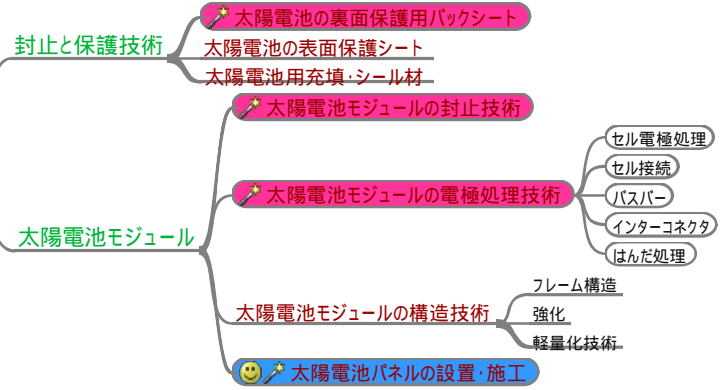 封止と保護技術
太陽電池の裏面保護用バックシート
太陽電池の表面保護シート
太陽電池用充填・シール材
太陽電池モジュール
太陽電池モジュールの封止技術
太陽電池モジュールの電極処理技術
セル電極処理
セル接続
バスバー
インターコネクタ
はんだ処理
太陽電池モジュールの構造技術
フレーム構造
強化
軽量化技術
太陽電池パネルの設置・施工